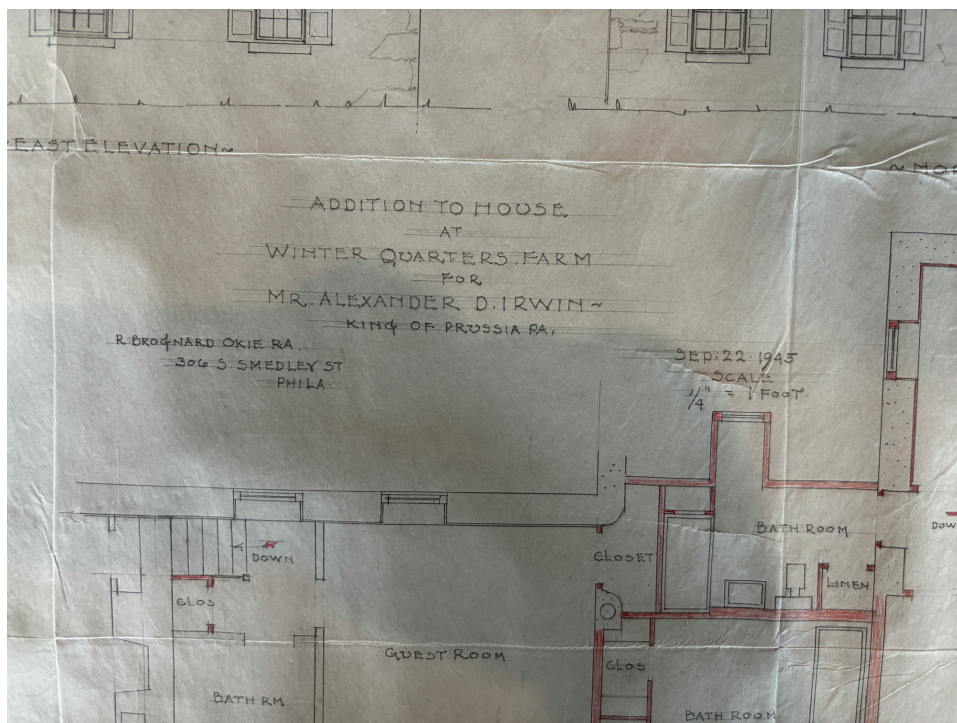 EAST ELEVATION~
ADDITION TO HOUSE
AT
WINTER QUARTERS FARM
FOR
MR. ALEXANDER D. IRWIN~
KING OF PRUSSIA PA.
R. BROGNARD OKIE R.A.
306 S. SMEDLEY ST
PHILA.
SEP. 22. 1945
SCALE
1/4" = 1 FOOT.
BATH ROOM
DOWN
CLOSET
LINEN
CLOS
GUEST ROOM
CLOS
BATH RM
BATH ROOM